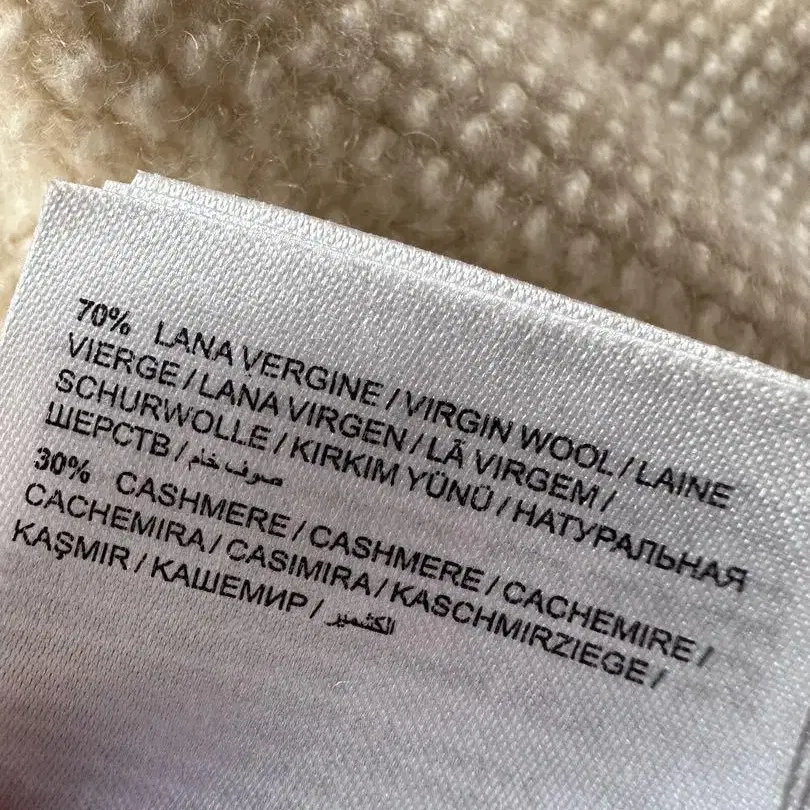 70% LANA VERGINE / VIRGIN WOOL / LAINE
VIERGE / LANA VIRGEN / LÃ VIRGEM /
SCHURWOLLE / KIRKIM YÜNÜ / НАТУРАЛЬНАЯ
ШЕРСТВ / صوف خام
30% CASHMERE / CASHMERE / CACHEMIRE /
CACHEMIRA / CASIMIRA / KASCHMIRZIEGE /
KAŞMIR / КАШЕМИР / الكشمير